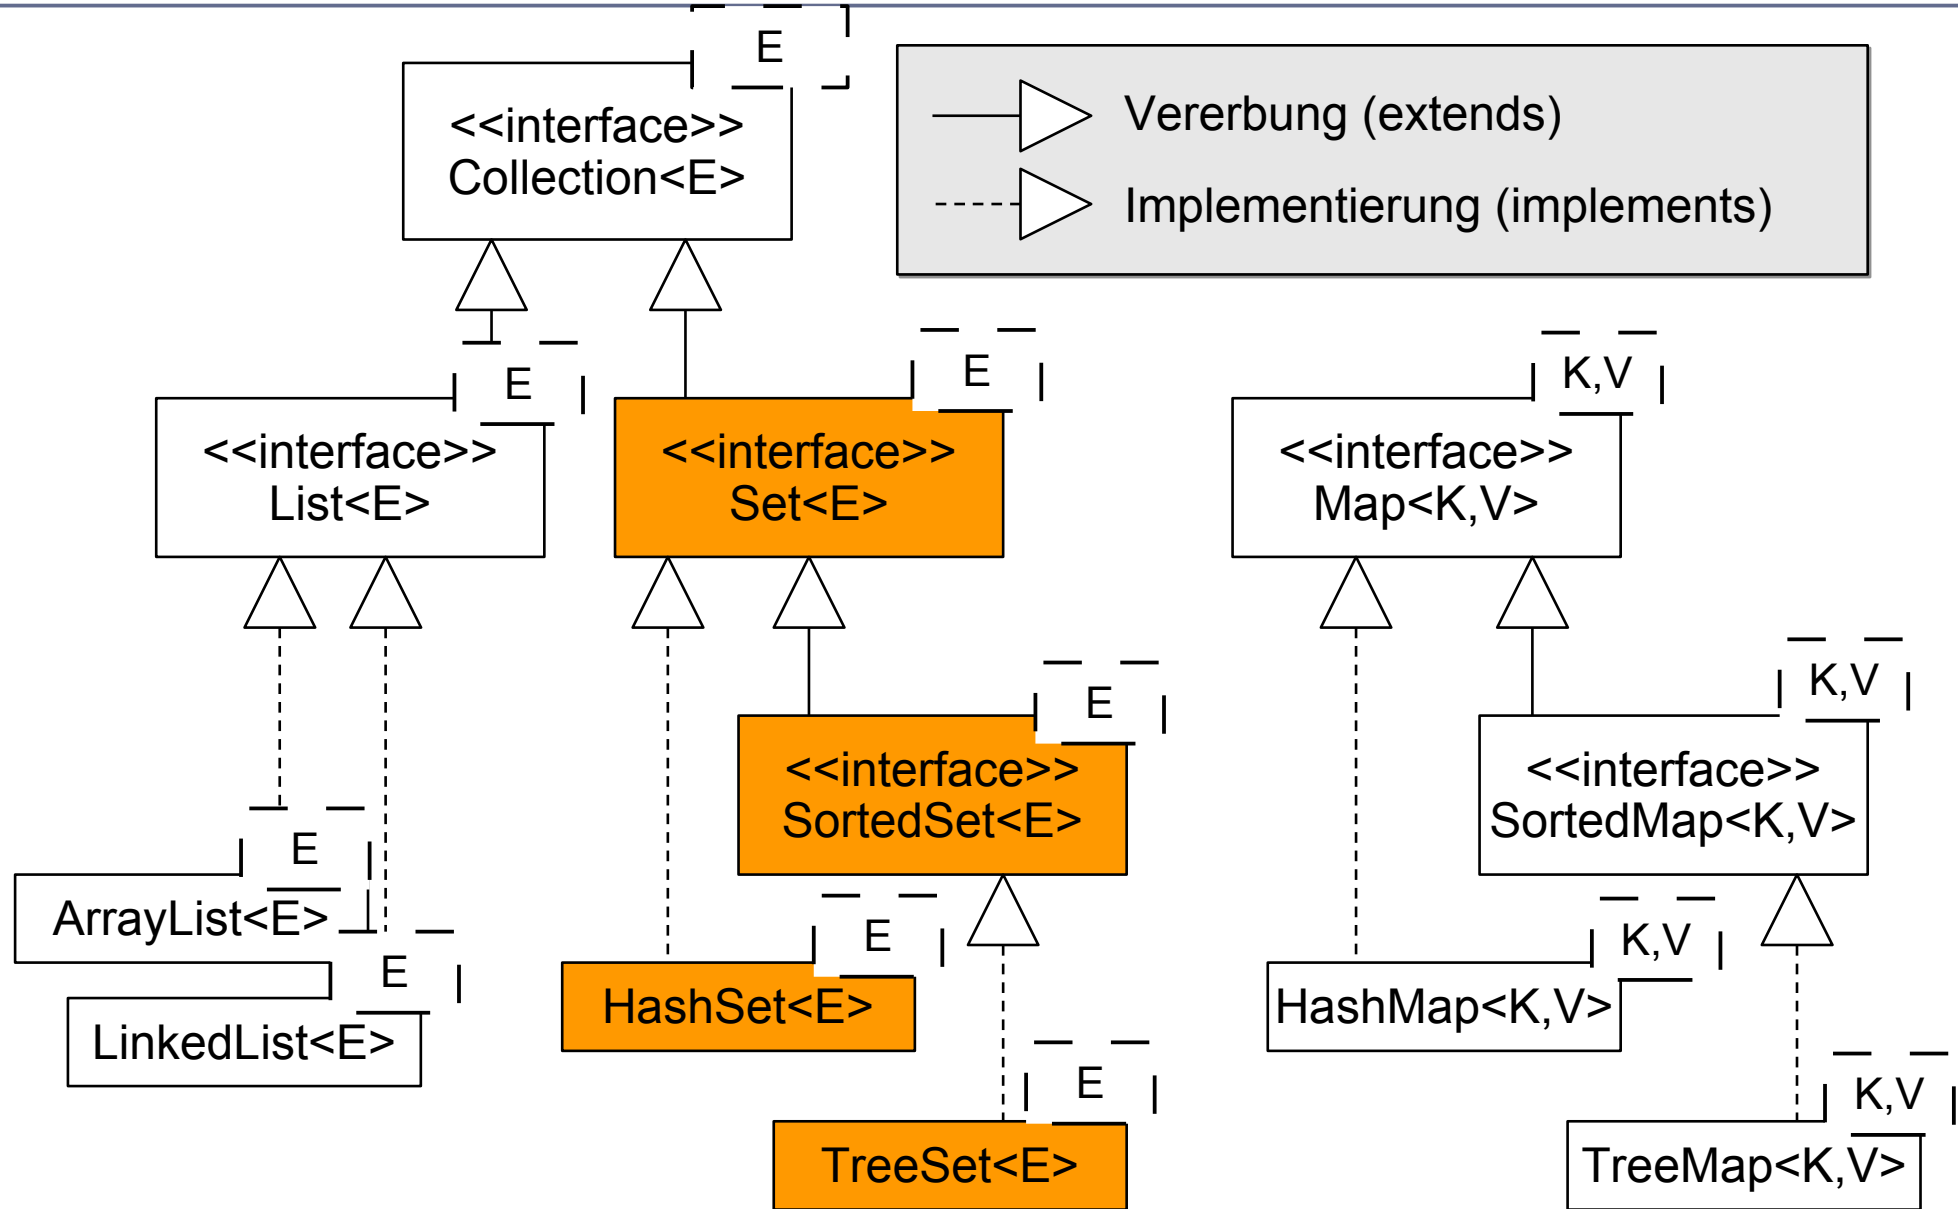 E
<<interface>>
Collection<E>
Vererbung (extends)
Implementierung (implements)
E
<<interface>>
List<E>
E
<<interface>>
Set<E>
K,V
<<interface>>
Map<K,V>
E
<<interface>>
SortedSet<E>
K,V
<<interface>>
SortedMap<K,V>
E
ArrayList<E>
E
LinkedList<E>
E
HashSet<E>
K,V
HashMap<K,V>
E
TreeSet<E>
K,V
TreeMap<K,V>